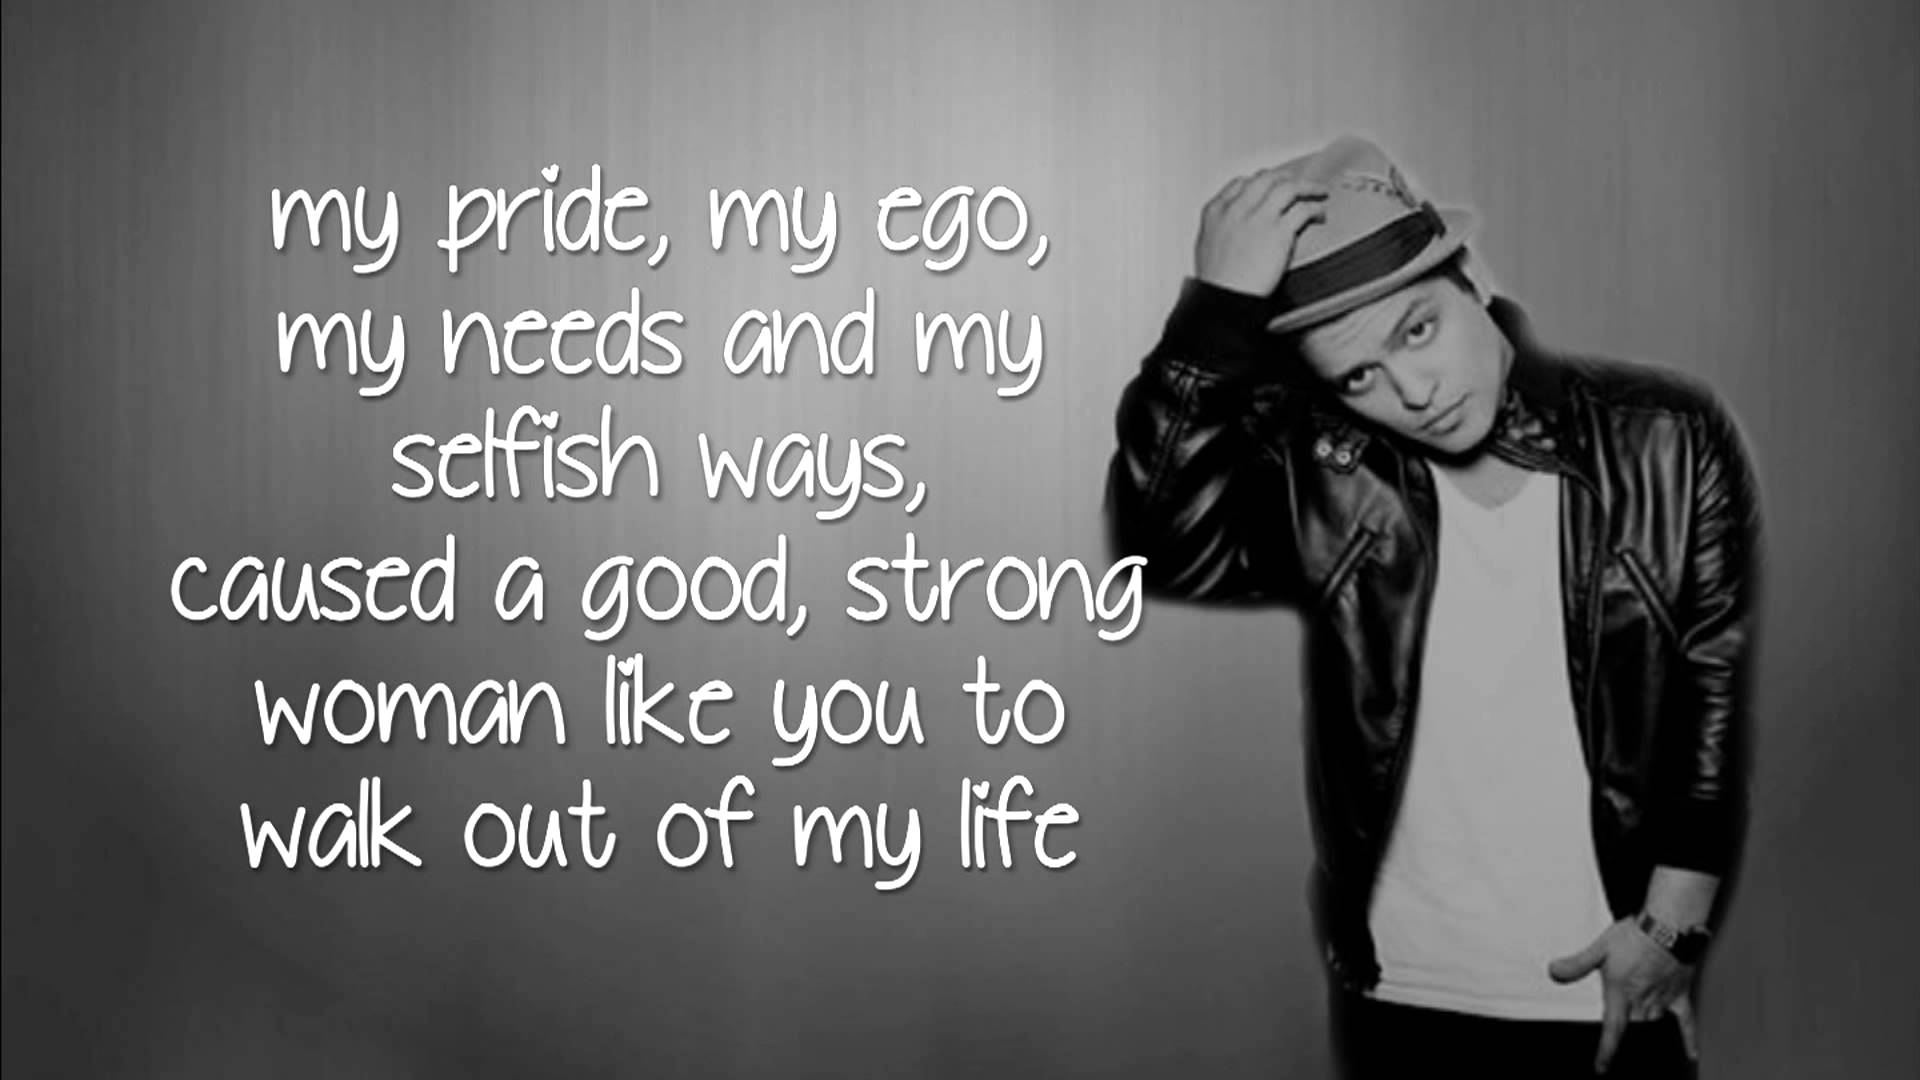 my pride, my ego,
my needs and my
selfish ways,
caused a good, strong
woman like you to
walk out of my life